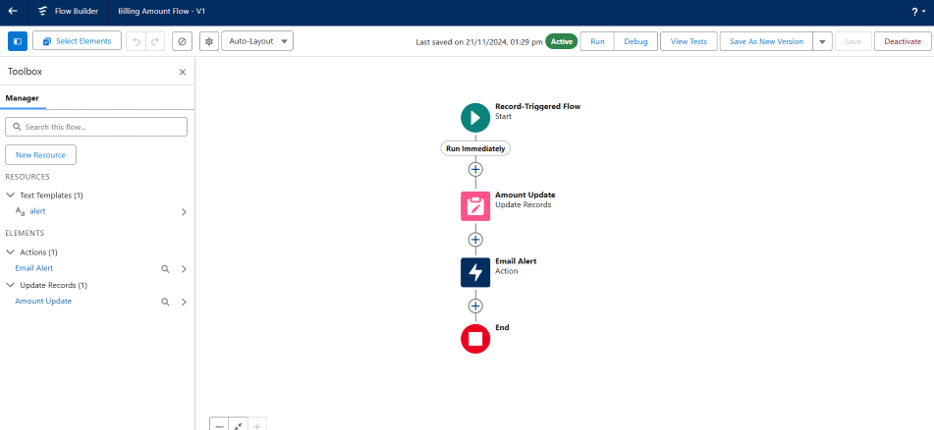 Flow Builder
Billing Amount Flow - V1
?
Select Elements
Auto-Layout
Last saved on 21/11/2024, 01:29 pm
Active
Run
Debug
View Tests
Save As New Version
Save
Deactivate
Toolbox
Manager
Search this flow...
New Resource
RESOURCES
Text Templates (1)
Aa alert
ELEMENTS
Actions (1)
Email Alert
Update Records (1)
Amount Update
Record-Triggered Flow
Start
Run Immediately
Amount Update
Update Records
Email Alert
Action
End